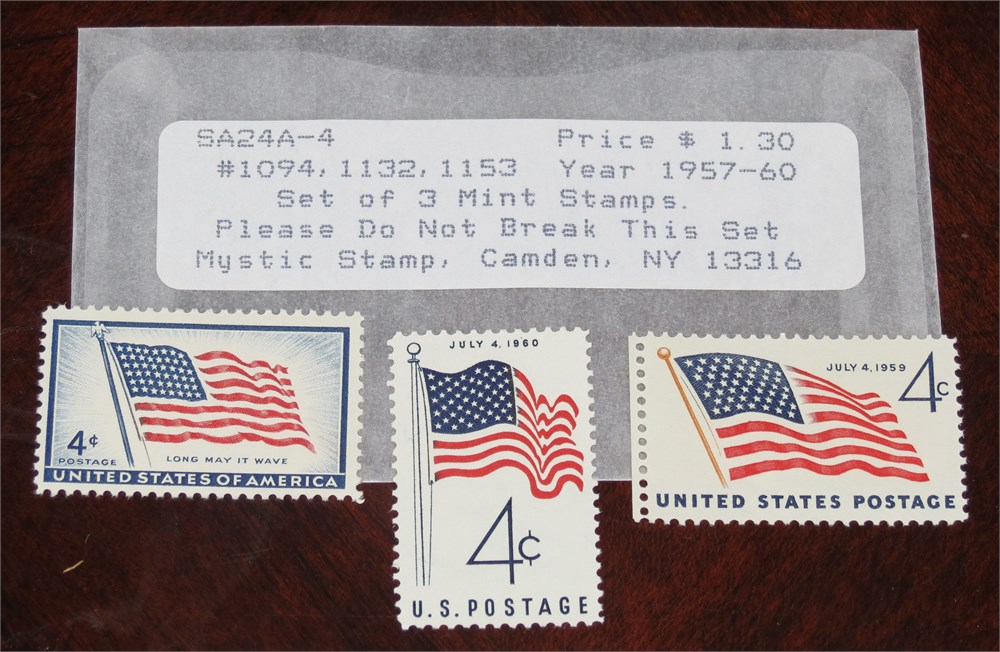 SA24A-4 Price $ 1.30
#1094,1132,1153 Year 1957-60
Set of 3 Mint Stamps.
Please Do Not Break This Set
Mystic Stamp, Camden, NY 13316
4¢
POSTAGE
LONG MAY IT WAVE
UNITED STATES OF AMERICA
JULY 4, 1960
4¢
U.S. POSTAGE
JULY 4, 1959
4c
UNITED STATES POSTAGE